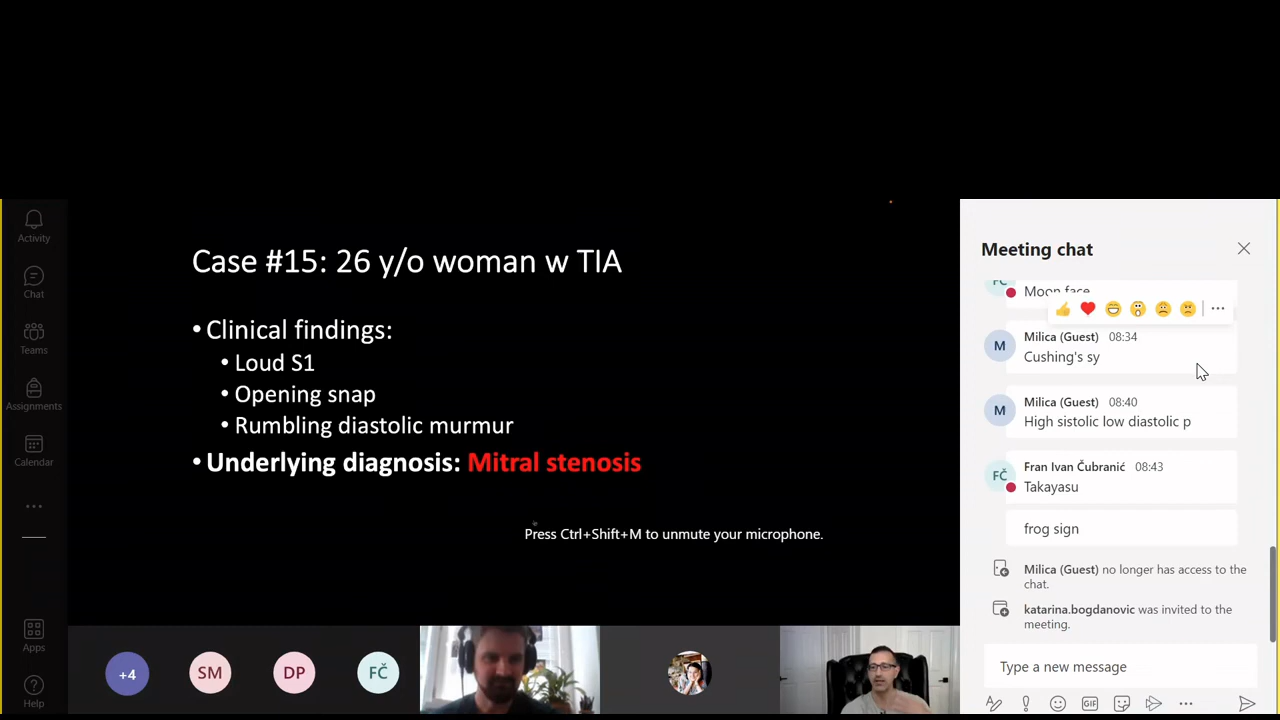 Activity
Chat
Teams
Assignments
Calendar
Apps
Help
Case #15: 26 y/o woman w TIA
• Clinical findings:
• Loud S1
• Opening snap
• Rumbling diastolic murmur
• Underlying diagnosis: Mitral stenosis
Press Ctrl+Shift+M to unmute your microphone.
+4
SM
DP
FČ
Meeting chat
FČ
Moon face
M
Milica (Guest) 08:34
Cushing's sy
M
Milica (Guest) 08:40
High sistolic low diastolic p
FČ
Fran Ivan Čubranić 08:43
Takayasu
frog sign
Milica (Guest) no longer has access to the
chat.
katarina.bogdanovic was invited to the
meeting.
Type a new message
GIF